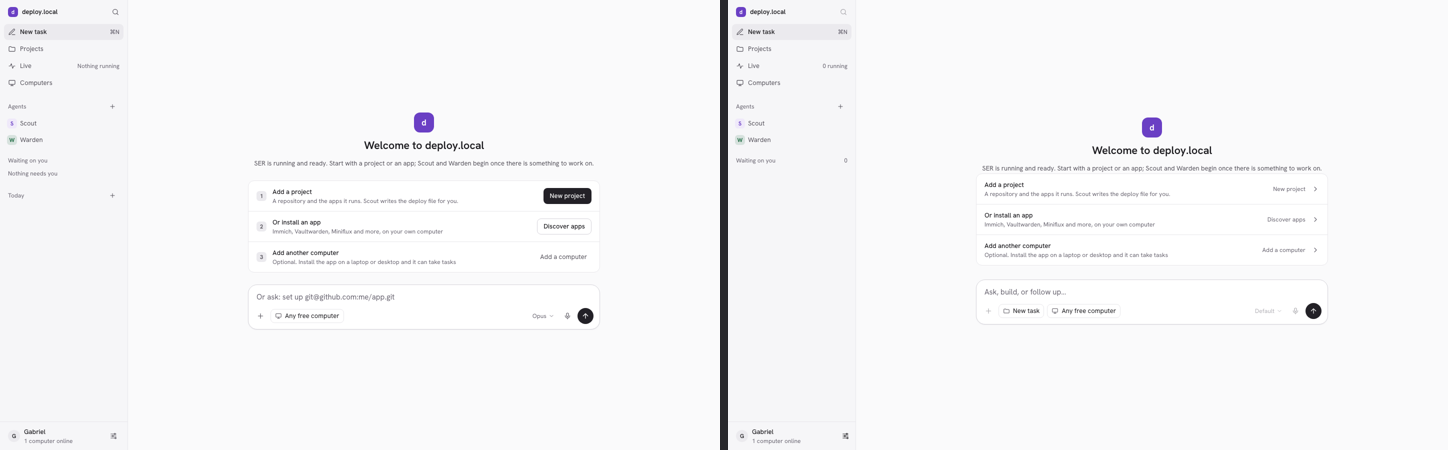 d deploy.local
New task ⌘N
Projects
Live Nothing running
Computers
Agents +
S Scout
W Warden
Waiting on you
Nothing needs you
Today +
d
Welcome to deploy.local
SER is running and ready. Start with a project or an app; Scout and Warden begin once there is something to work on.
1 Add a project
A repository and the apps it runs. Scout writes the deploy file for you.
New project
2 Or install an app
Immich, Vaultwarden, Miniflux and more, on your own computer
Discover apps
3 Add another computer
Optional. Install the app on a laptop or desktop and it can take tasks
Add a computer
Or ask: set up git@github.com:me/app.git
+ Any free computer Opus
G Gabriel
1 computer online
d deploy.local
New task ⌘N
Projects
Live 0 running
Computers
Agents +
S Scout
W Warden
Waiting on you 0
d
Welcome to deploy.local
SER is running and ready. Start with a project or an app; Scout and Warden begin once there is something to work on.
Add a project
A repository and the apps it runs. Scout writes the deploy file for you.
New project
Or install an app
Immich, Vaultwarden, Miniflux and more, on your own computer
Discover apps
Add another computer
Optional. Install the app on a laptop or desktop and it can take tasks
Add a computer
Ask, build, or follow up...
+ New task Any free computer Default
G Gabriel
1 computer online